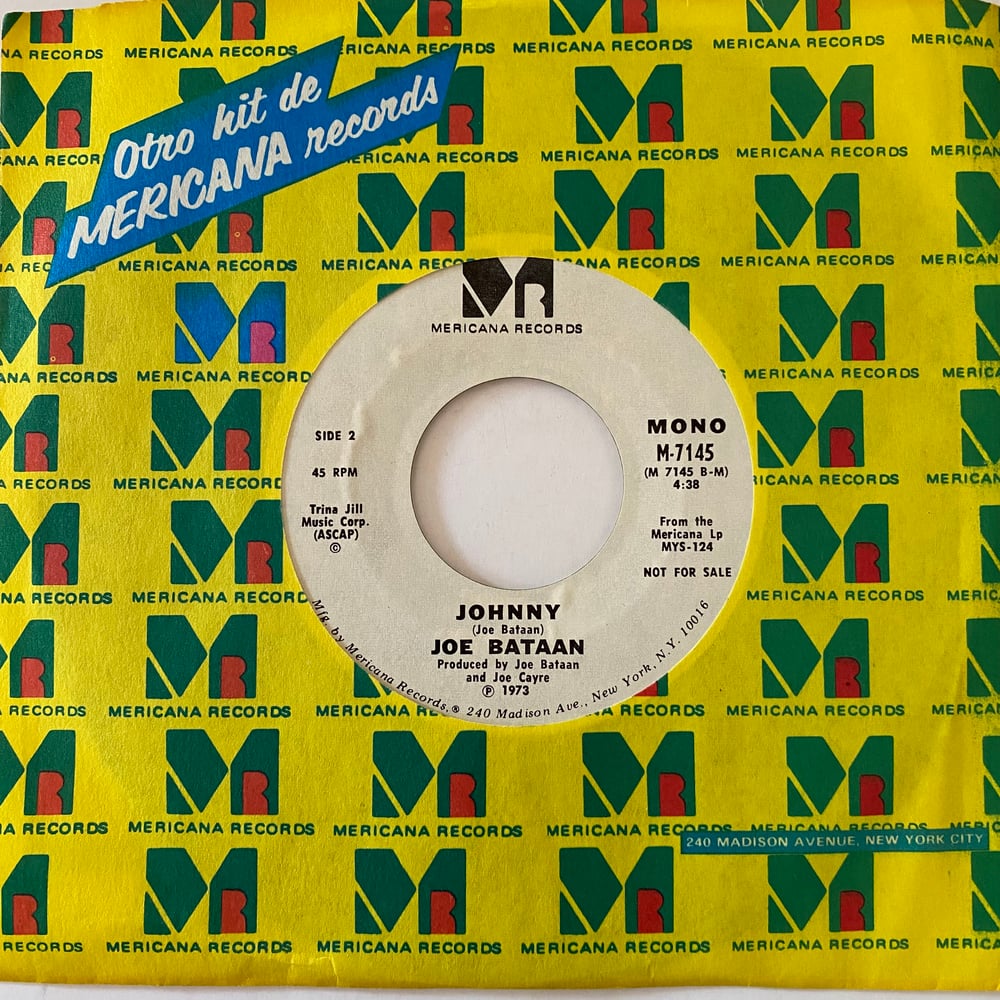 Otro hit de
MERICANA records
MR
MERICANA RECORDS
SIDE 2
45 RPM
Trina Jill
Music Corp.
(ASCAP)
©
MONO
M-7145
(M 7145 B-M)
4:38
From the
Mericana Lp
MYS-124
NOT FOR SALE
JOHNNY
(Joe Bataan)
JOE BATAAN
Produced by Joe Bataan
and Joe Cayre
℗ 1973
Mfg. by Mericana Records,® 240 Madison Ave., New York, N.Y. 10016
240 MADISON AVENUE, NEW YORK CITY